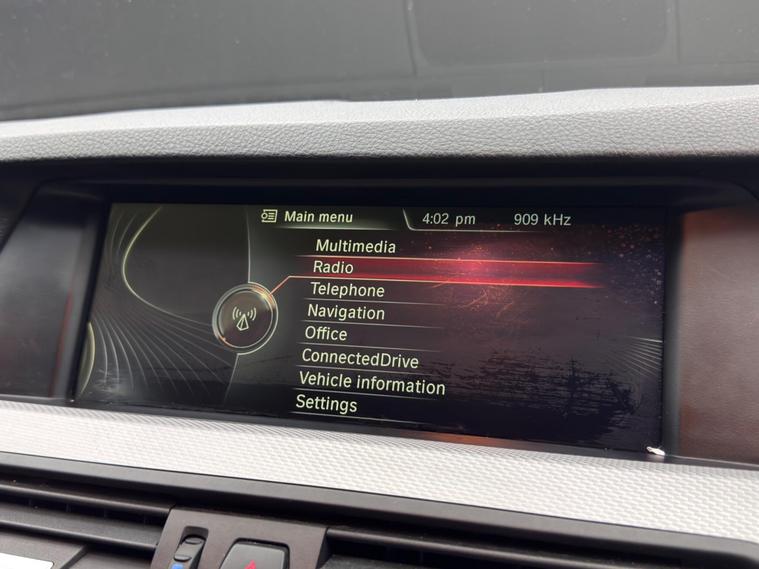 Main menu 4:02 pm 909 kHz
Multimedia
Radio
Telephone
Navigation
Office
ConnectedDrive
Vehicle information
Settings